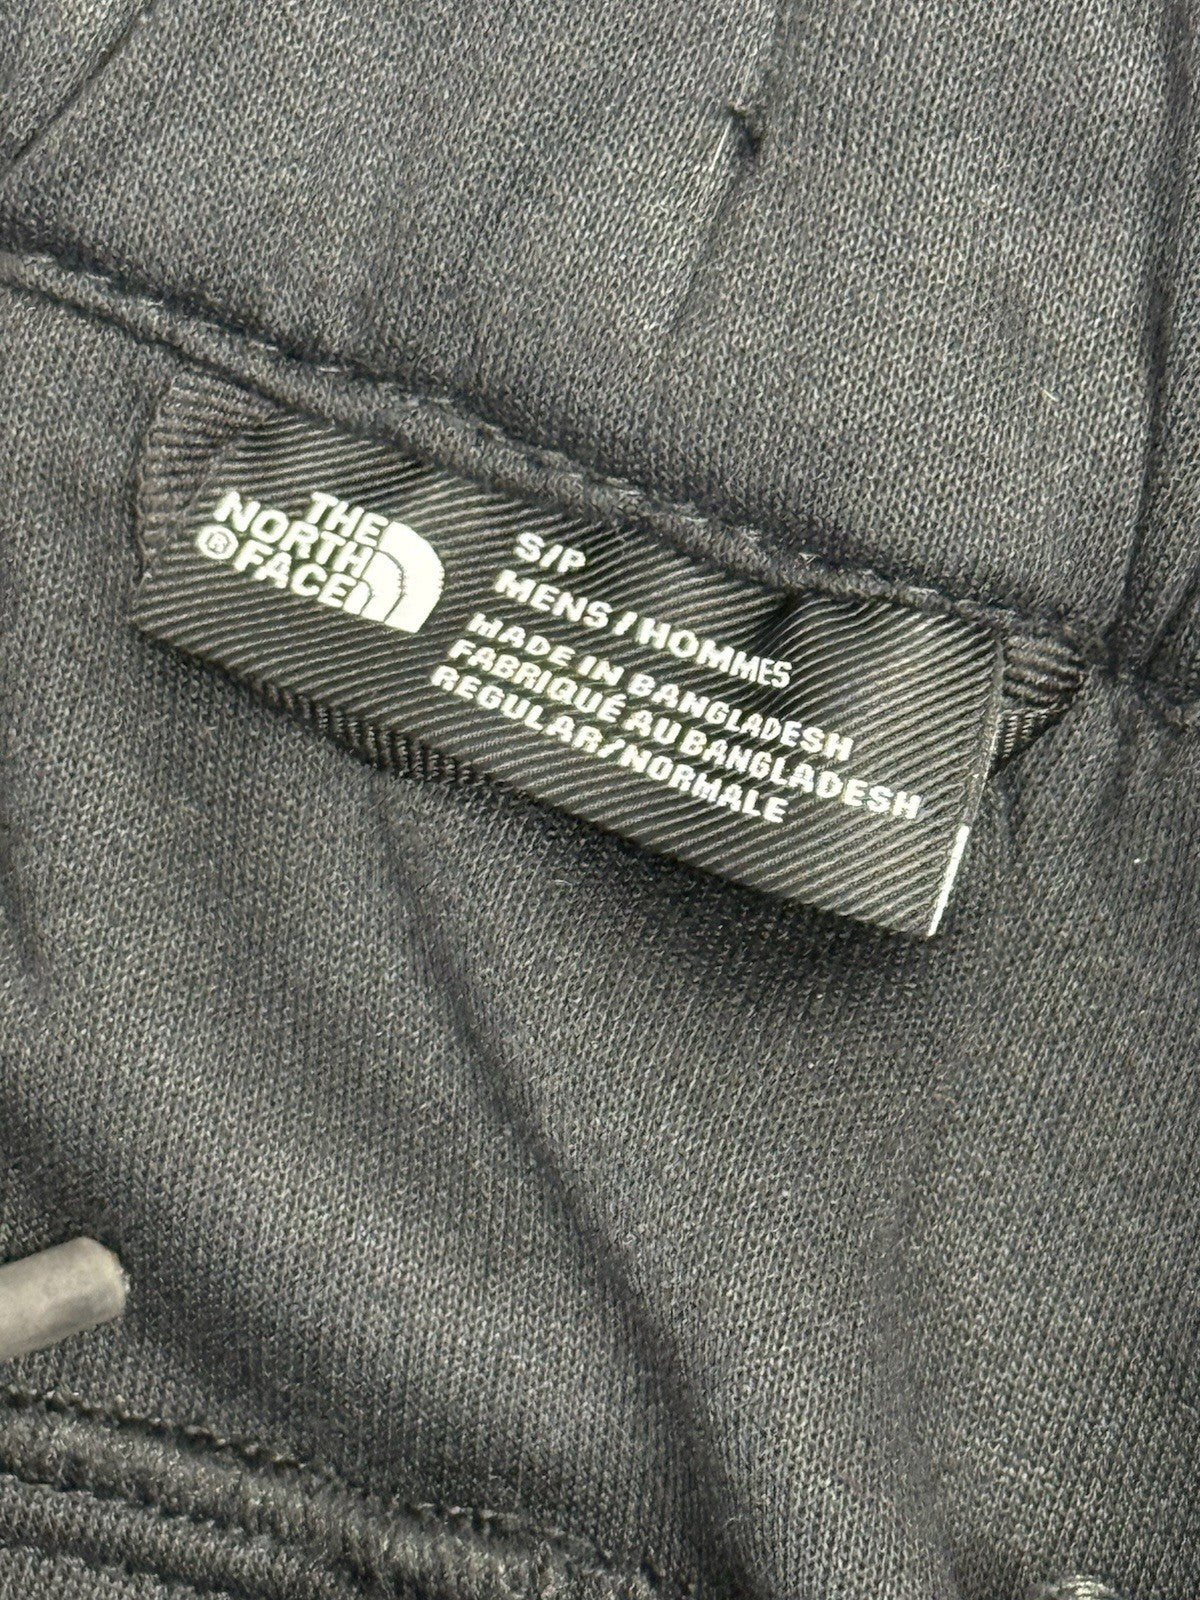 THE
NORTH
® FACE
S/P
MENS/HOMMES
MADE IN BANGLADESH
FABRIQUÉ AU BANGLADESH
REGULAR/NORMALE